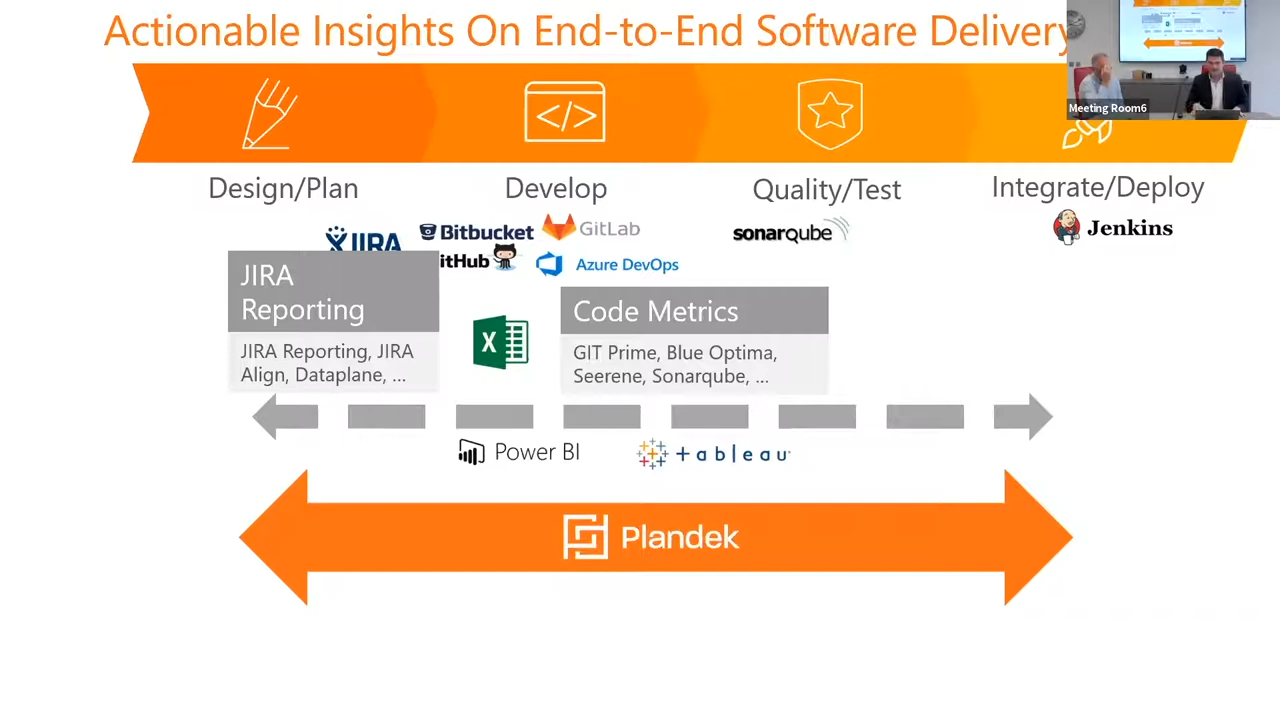 Actionable Insights On End-to-End Software Delivery
Meeting Room6
</>
Design/Plan
Develop
Quality/Test
Integrate/Deploy
JIRA
Bitbucket
GitLab
sonarqube
Jenkins
itHub
Azure DevOps
JIRA
Reporting
JIRA Reporting, JIRA
Align, Dataplane, ...
X
Code Metrics
GIT Prime, Blue Optima,
Seerene, Sonarqube, ...
Power BI
+ a b | e a u
Plandek